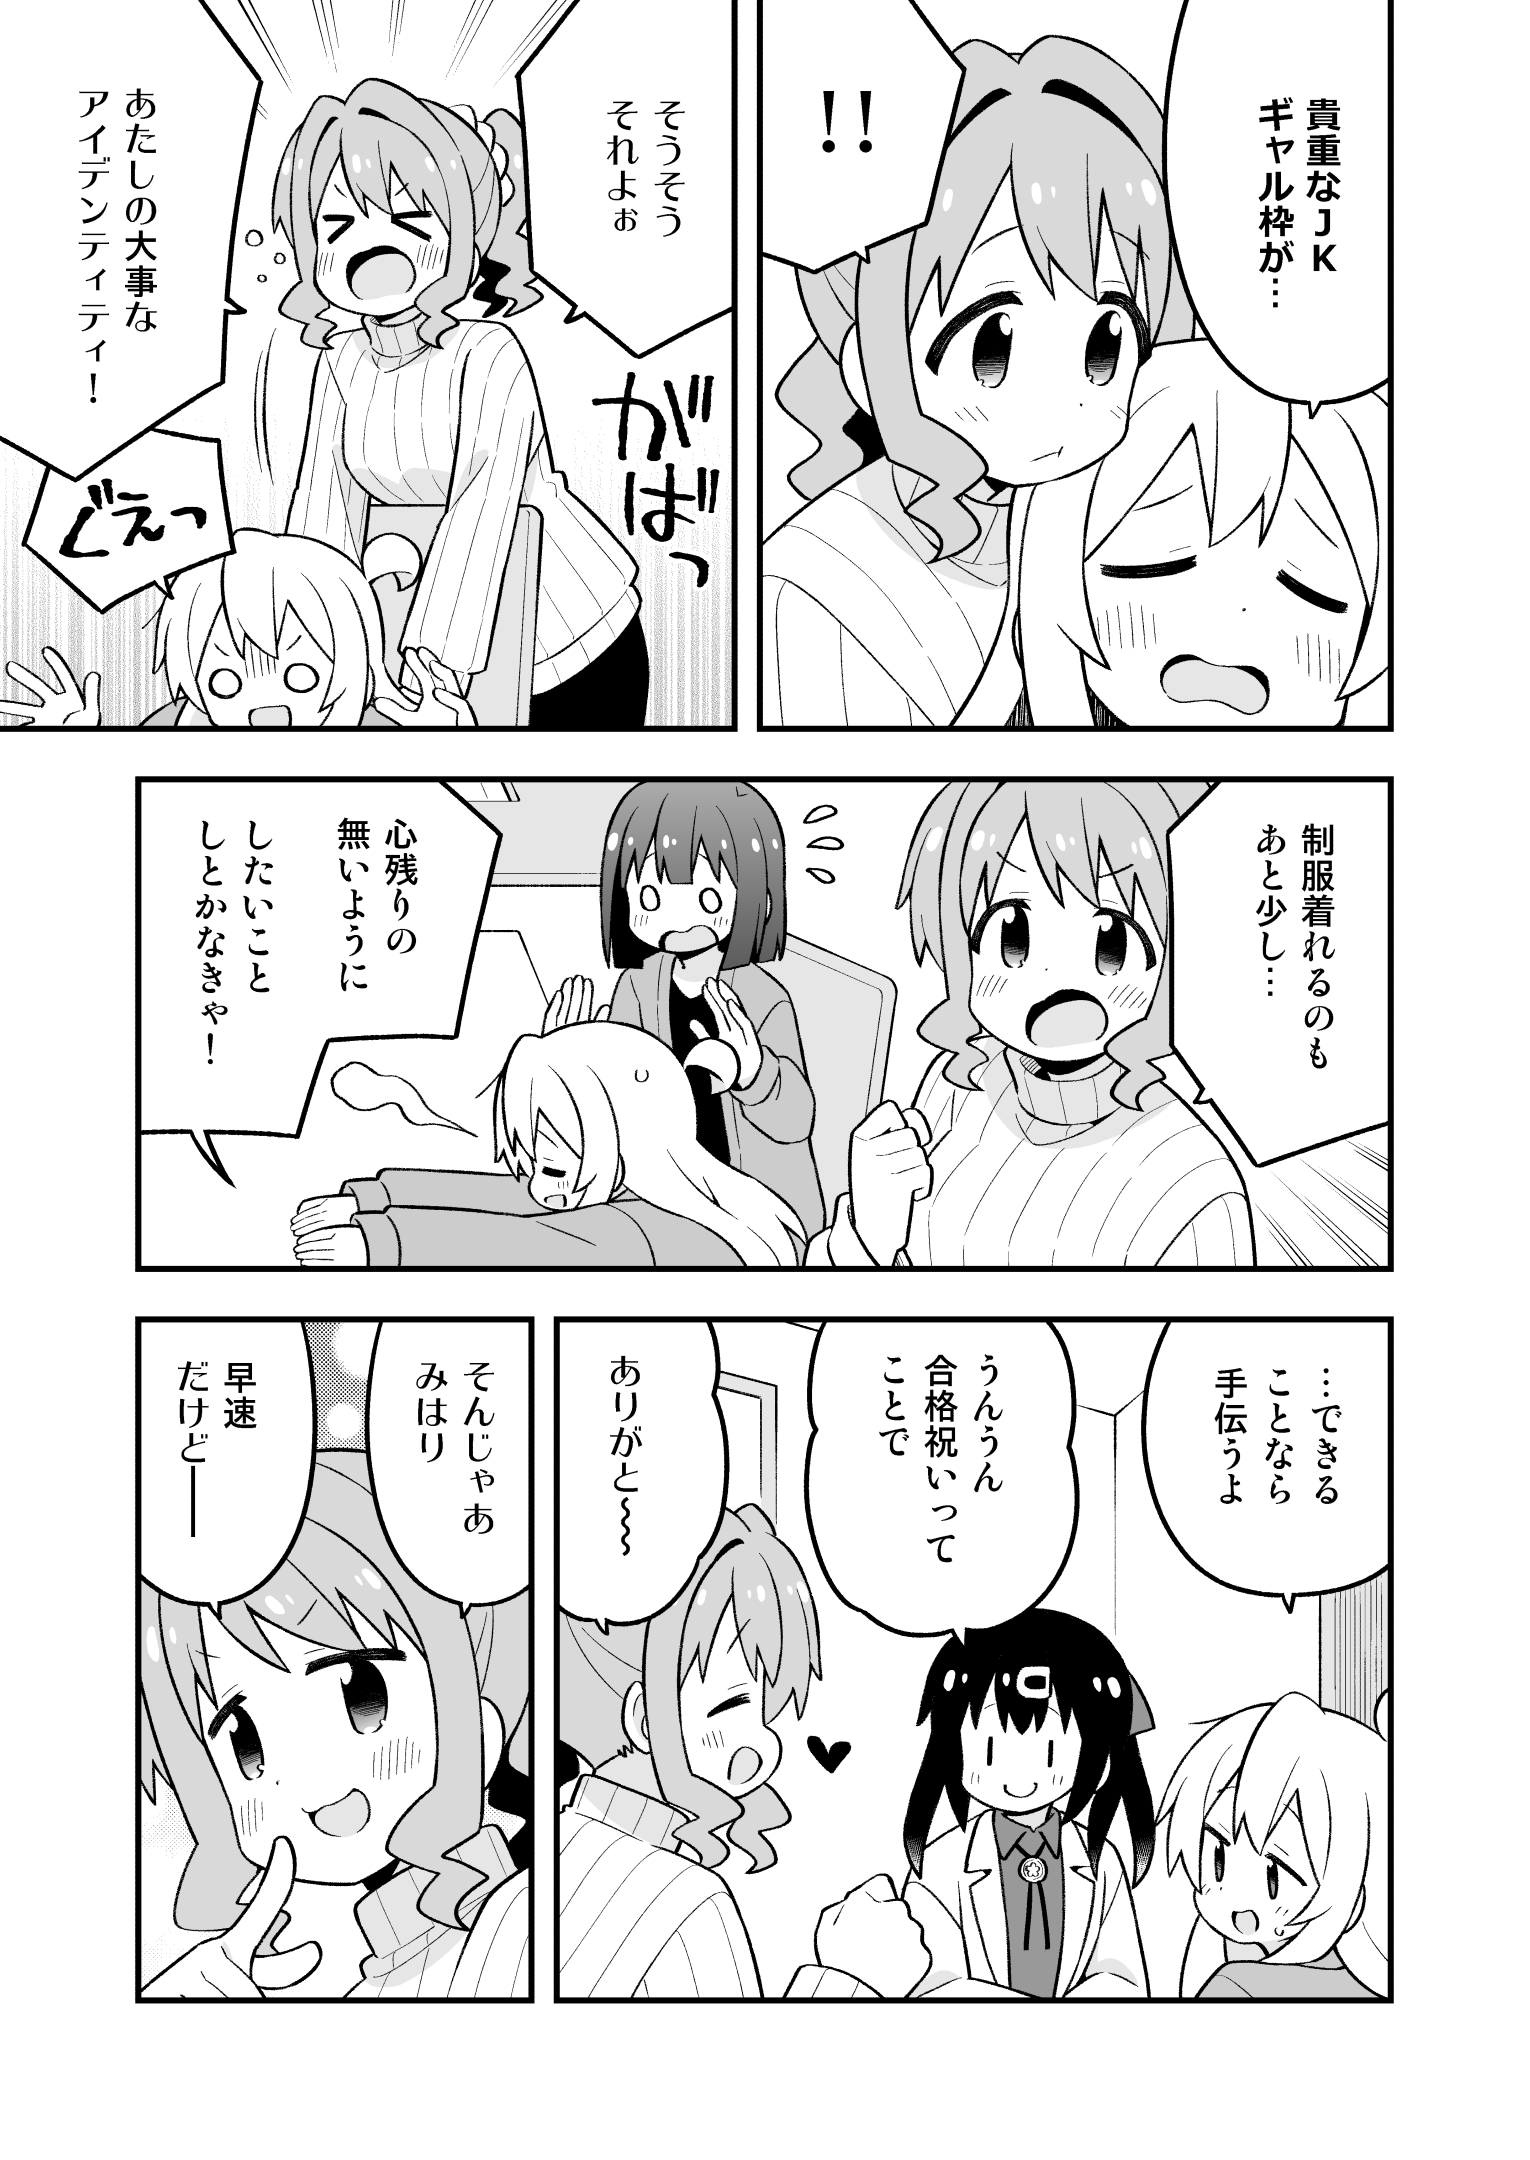 貴重なJK
ギャル枠が…
!!
そうそう
それよぉ
がばっ
あたしの大事な
アイデンティティ！
ぐえっ
制服着れるのも
あと少し…
心残りの
無いように
したいこと
しとかなきゃ！
…できる
ことなら
手伝うよ
うんうん
合格祝いって
ことで
ありがと～～
そんじゃあ
みはり
早速
だけど――